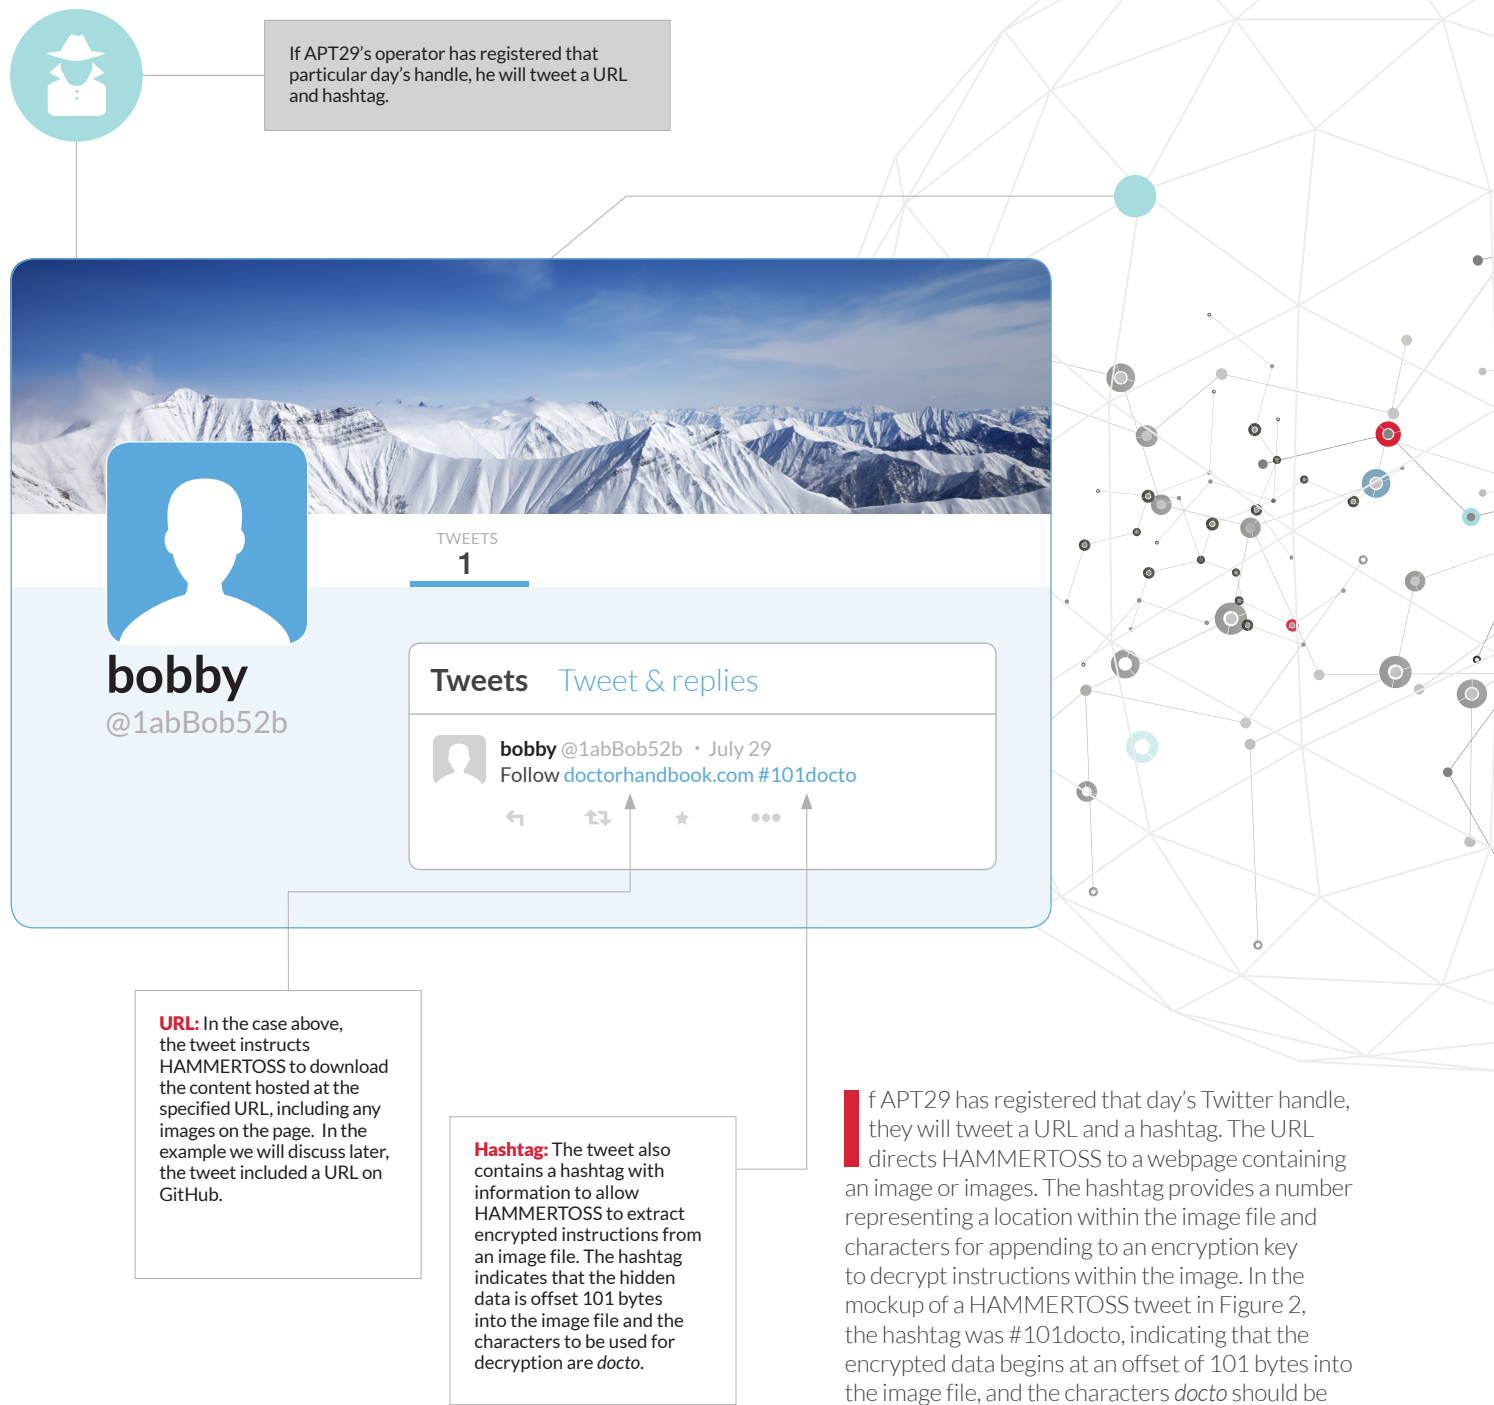 If APT29's operator has registered that
particular day's handle, he will tweet a URL
and hashtag.
TWEETS
1
bobby
@1abBob52b
Tweets Tweet & replies
bobby @1abBob52b · July 29
Follow doctorhandbook.com #101docto
URL: In the case above,
the tweet instructs
HAMMERTOSS to download
the content hosted at the
specified URL, including any
images on the page. In the
example we will discuss later,
the tweet included a URL on
GitHub.
Hashtag: The tweet also
contains a hashtag with
information to allow
HAMMERTOSS to extract
encrypted instructions from
an image file. The hashtag
indicates that the hidden
data is offset 101 bytes
into the image file and the
characters to be used for
decryption are docto.
If APT29 has registered that day's Twitter handle,
they will tweet a URL and a hashtag. The URL
directs HAMMERTOSS to a webpage containing
an image or images. The hashtag provides a number
representing a location within the image file and
characters for appending to an encryption key
to decrypt instructions within the image. In the
mockup of a HAMMERTOSS tweet in Figure 2,
the hashtag was #101docto, indicating that the
encrypted data begins at an offset of 101 bytes into
the image file, and the characters docto should be